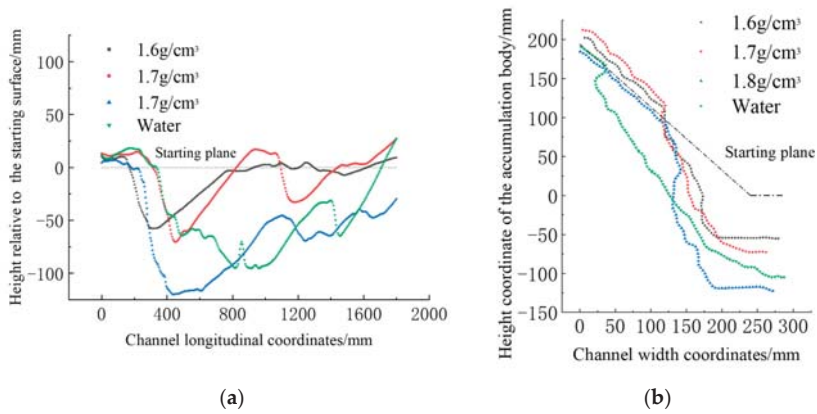 (a)
1.6g/cm³
1.7g/cm³
1.7g/cm³
Water
Starting plane
Height relative to the starting surface/mm
100
50
0
−50
−100
0
400
800
1200
1600
2000
Channel longitudinal coordinates/mm
(a)
(b)
1.6g/cm³
1.7g/cm³
1.8g/cm³
Water
Starting plane
Height coordinate of the accumulation body/mm
200
150
100
50
0
−50
−100
−150
0
50
100
150
200
250
300
Channel width coordinates/mm
(b)